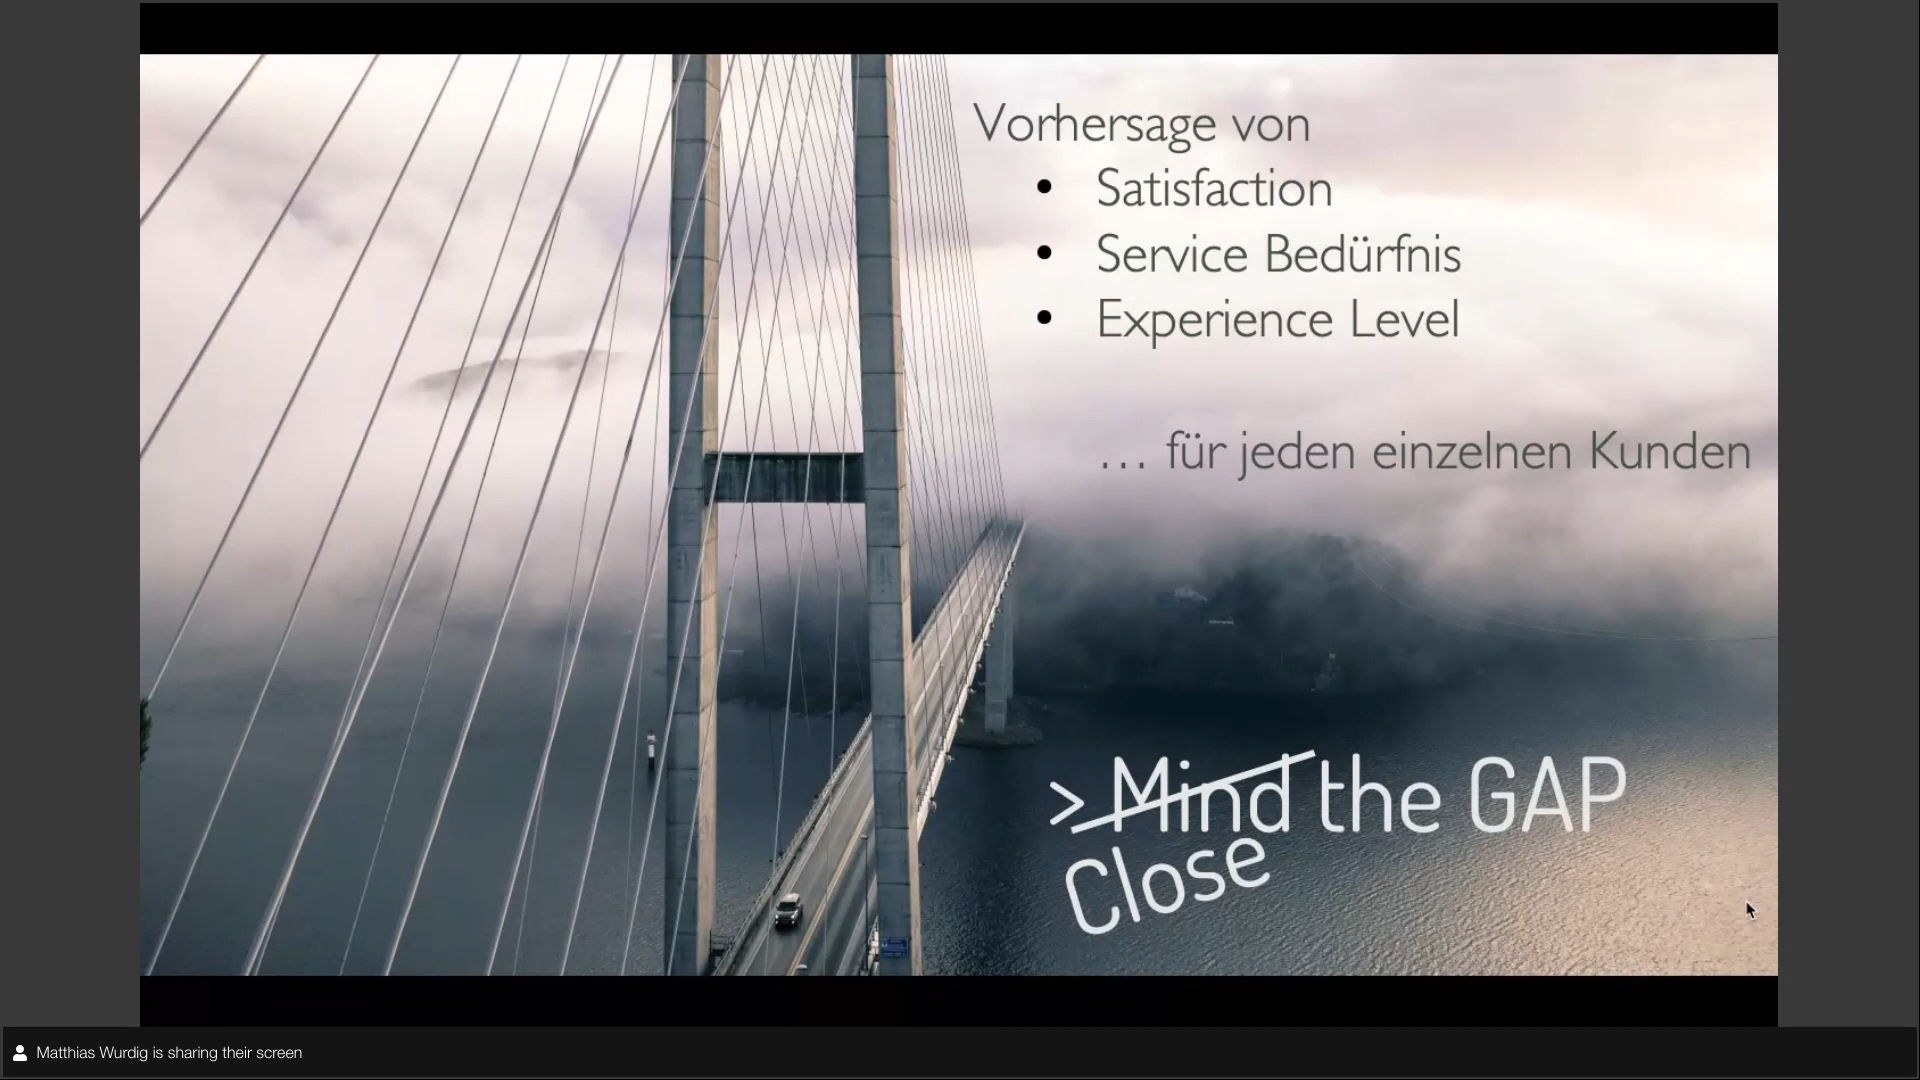 Vorhersage von
• Satisfaction
• Service Bedürfnis
• Experience Level
… für jeden einzelnen Kunden
> Mind the GAP
Close
Matthias Wurdig is sharing their screen